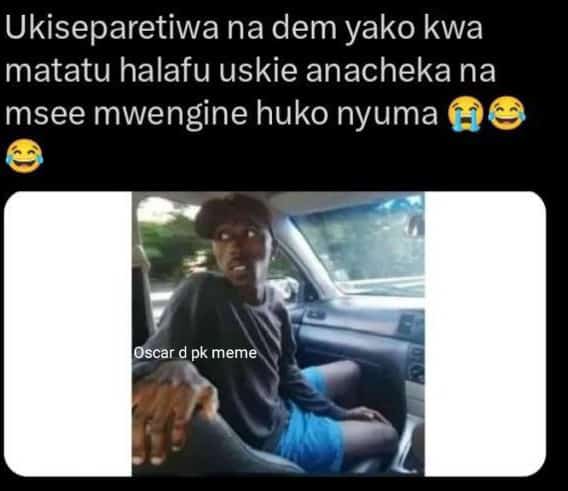 Ukiseparetiwa na dem yako kwa
matatu halafu uskie anacheka na
msee mwengine huko nyuma 😭😂
😂
Oscar d pk meme